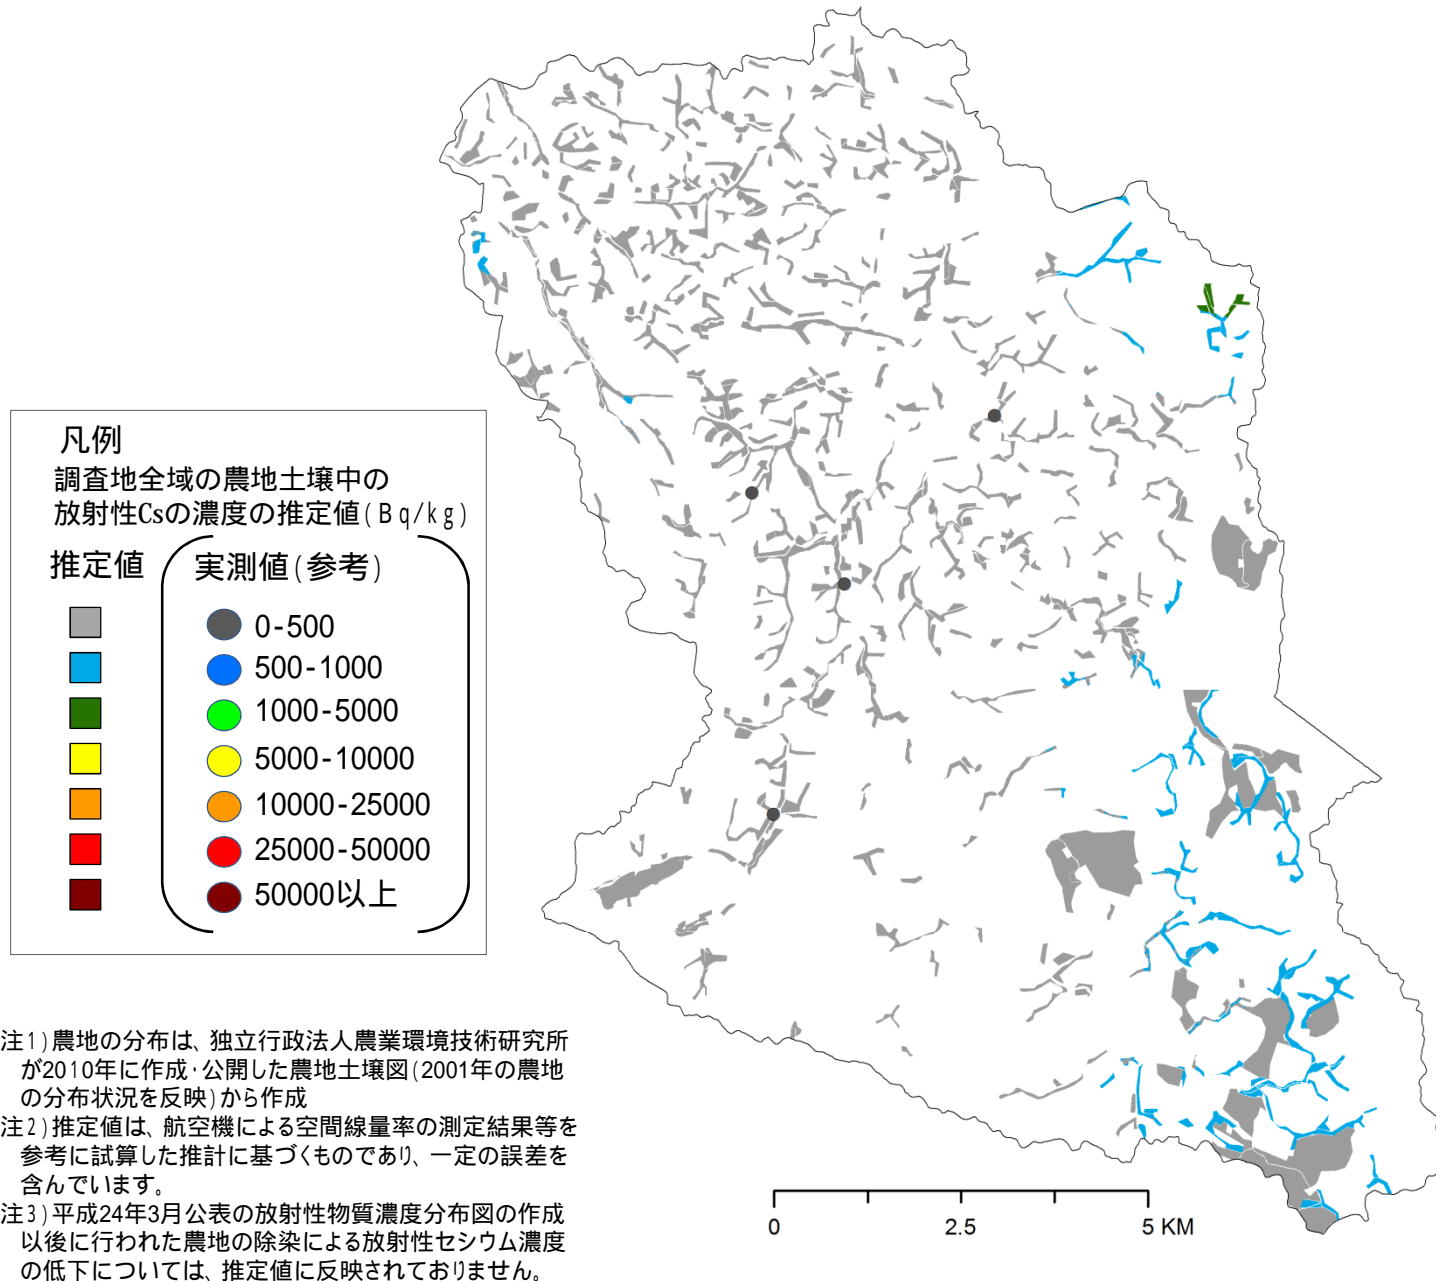 凡例
調査地全域の農地土壌中の
放射性Csの濃度の推定値(Bq/kg)
推定値 実測値(参考)
0-500
500-1000
1000-5000
5000-10000
10000-25000
25000-50000
50000以上
注1)農地の分布は、独立行政法人農業環境技術研究所
が2010年に作成・公開した農地土壌図(2001年の農地
の分布状況を反映)から作成
注2)推定値は、航空機による空間線量率の測定結果等を
参考に試算した推計に基づくものであり、一定の誤差を
含んでいます。
注3)平成24年3月公表の放射性物質濃度分布図の作成
以後に行われた農地の除染による放射性セシウム濃度
の低下については、推定値に反映されておりません。
0 2.5 5 KM